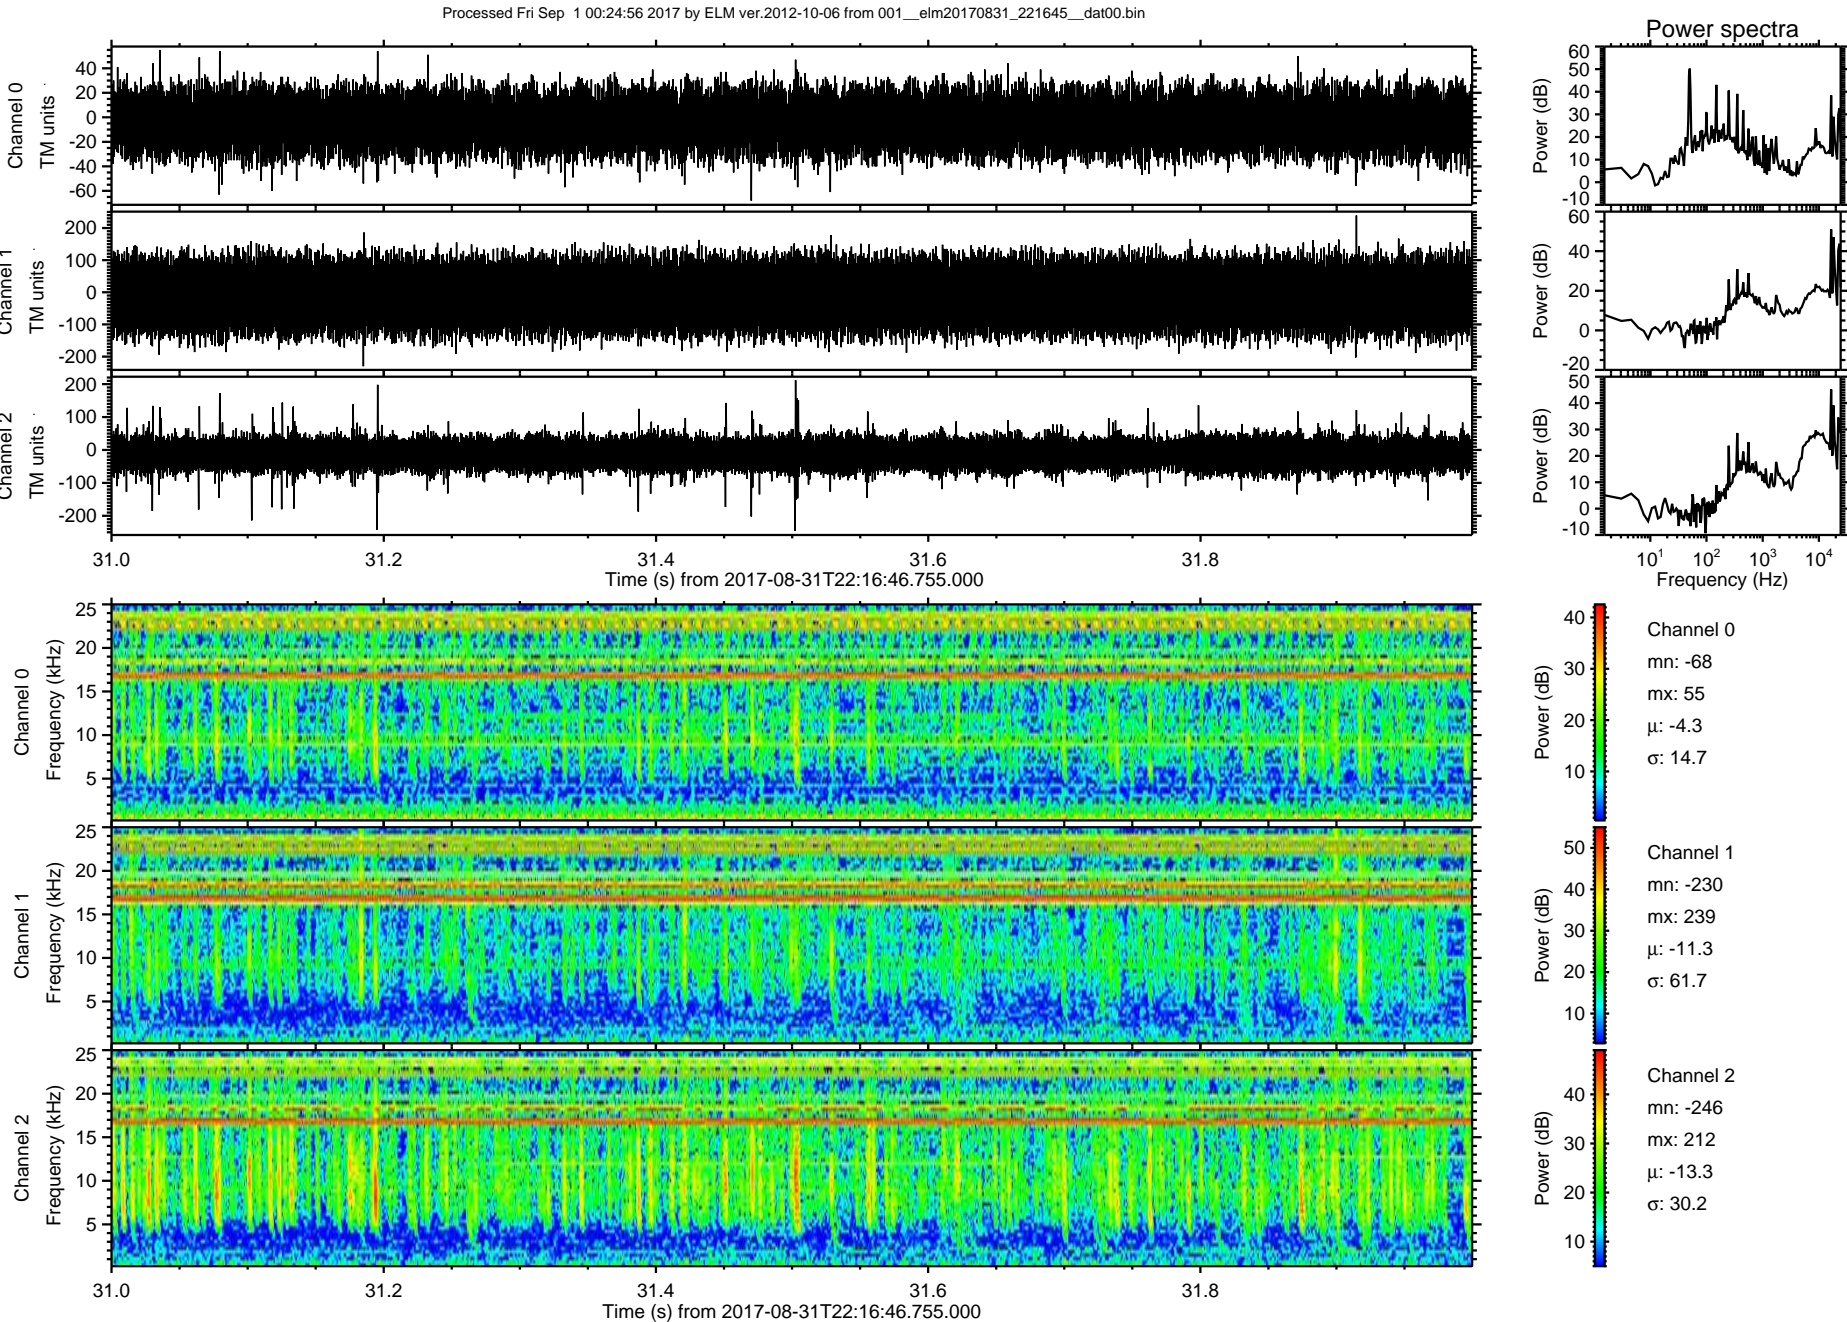 Processed Fri Sep  1 00:24:56 2017 by ELM ver.2012-10-06 from 001__elm20170831_221645__dat00.bin
Power spectra
Channel 0
TM units
40
20
0
-20
-40
-60
Power (dB)
60
50
40
30
20
10
0
-10
Channel 1
TM units
200
100
0
-100
-200
Power (dB)
60
40
20
0
-20
Channel 2
TM units
200
100
0
-100
-200
Power (dB)
50
40
30
20
10
0
-10
31.0 31.2 31.4 31.6 31.8
Time (s) from 2017-08-31T22:16:46.755.000
10^1 10^2 10^3 10^4
Frequency (Hz)
Channel 0
Frequency (kHz)
25
20
15
10
5
Power (dB)
40
30
20
10
Channel 0
mn: -68
mx: 55
μ: -4.3
σ: 14.7
Channel 1
Frequency (kHz)
25
20
15
10
5
Power (dB)
50
40
30
20
10
Channel 1
mn: -230
mx: 239
μ: -11.3
σ: 61.7
Channel 2
Frequency (kHz)
25
20
15
10
5
Power (dB)
40
30
20
10
Channel 2
mn: -246
mx: 212
μ: -13.3
σ: 30.2
31.0 31.2 31.4 31.6 31.8
Time (s) from 2017-08-31T22:16:46.755.000